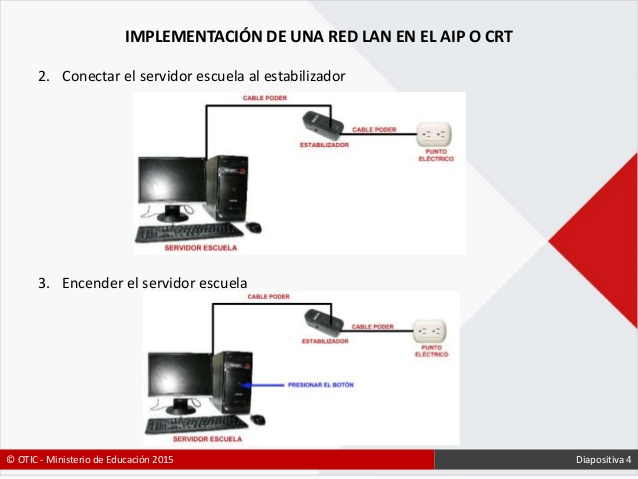 IMPLEMENTACIÓN DE UNA RED LAN EN EL AIP O CRT
2. Conectar el servidor escuela al estabilizador
CABLE PODER
CABLE PODER
ESTABILIZADOR
PUNTO
ELÉCTRICO
SERVIDOR ESCUELA
3. Encender el servidor escuela
CABLE PODER
CABLE PODER
ESTABILIZADOR
PUNTO
ELÉCTRICO
PRESIONAR EL BOTÓN
SERVIDOR ESCUELA
© OTIC - Ministerio de Educación 2015
Diapositiva 4